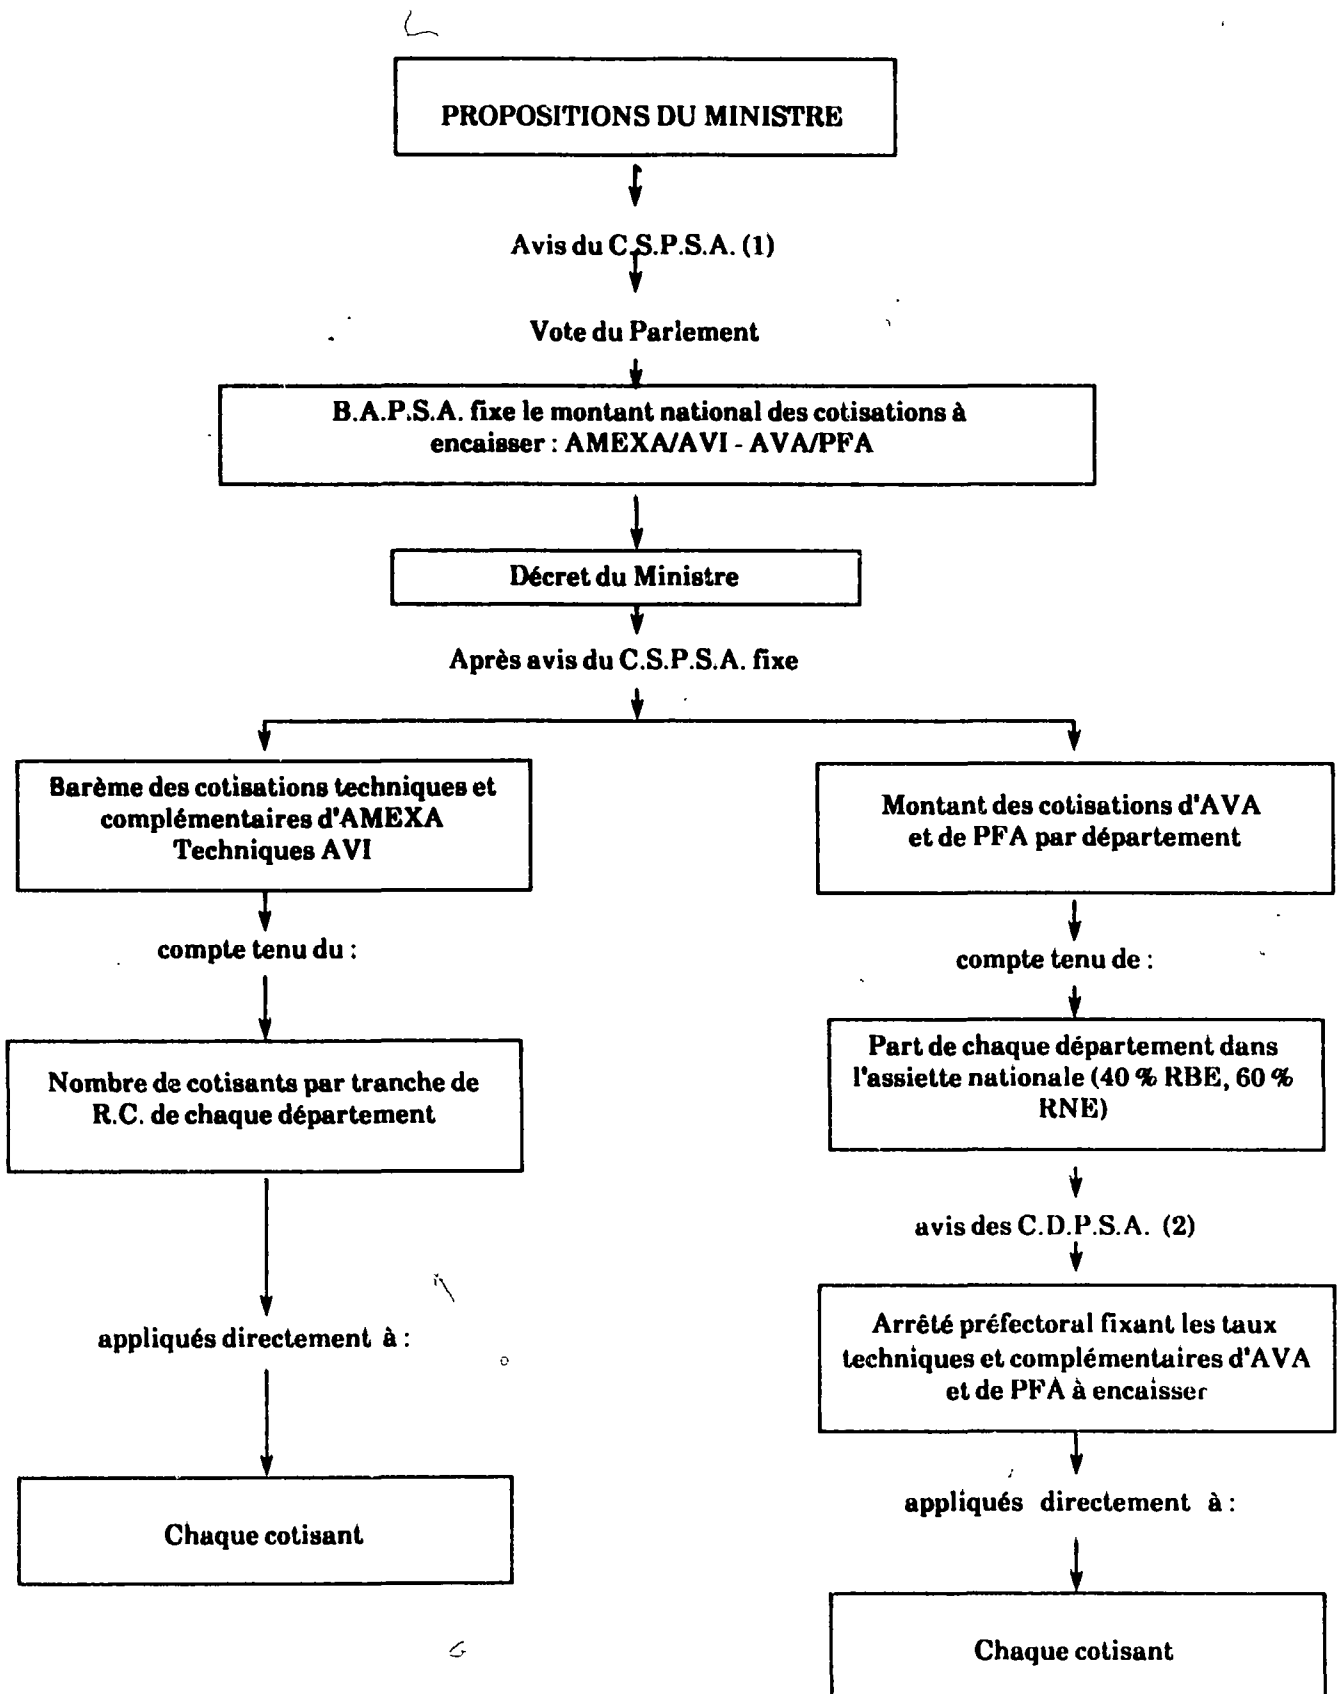 PROPOSITIONS DU MINISTRE
Avis du C.S.P.S.A. (1)
Vote du Parlement
B.A.P.S.A. fixe le montant national des cotisations à
encaisser : AMEXA/AVI - AVA/PFA
Décret du Ministre
Après avis du C.S.P.S.A. fixe
Barème des cotisations techniques et
complémentaires d'AMEXA
Techniques AVI
compte tenu du :
Nombre de cotisants par tranche de
R.C. de chaque département
appliqués directement à :
Chaque cotisant
Montant des cotisations d'AVA
et de PFA par département
compte tenu de :
Part de chaque département dans
l'assiette nationale (40 % RBE, 60 %
RNE)
avis des C.D.P.S.A. (2)
Arrêté préfectoral fixant les taux
techniques et complémentaires d'AVA
et de PFA à encaisser
appliqués directement à :
Chaque cotisant